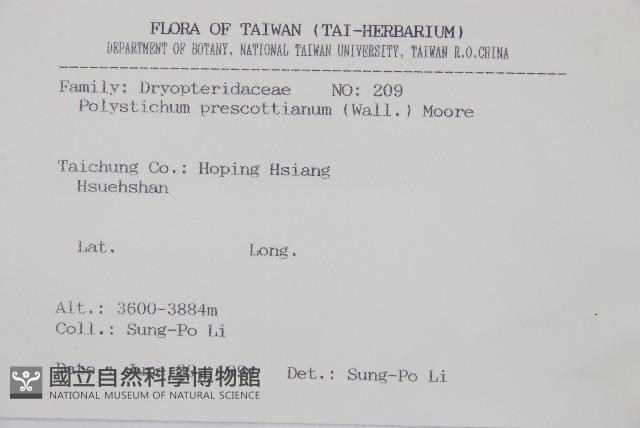 FLORA OF TAIWAN (TAI-HERBARIUM)
DEPARTMENT OF BOTANY, NATIONAL TAIWAN UNIVERSITY, TAIWAN R.O.CHINA
Family: Dryopteridaceae NO: 209
Polystichum prescottianum (Wall.) Moore
Taichung Co.: Hoping Hsiang
Hsuehshan
Lat. Long.
Alt.: 3600-3884m
Coll.: Sung-Po Li
Date Det.: Sung-Po Li
國立自然科學博物館
NATIONAL MUSEUM OF NATURAL SCIENCE